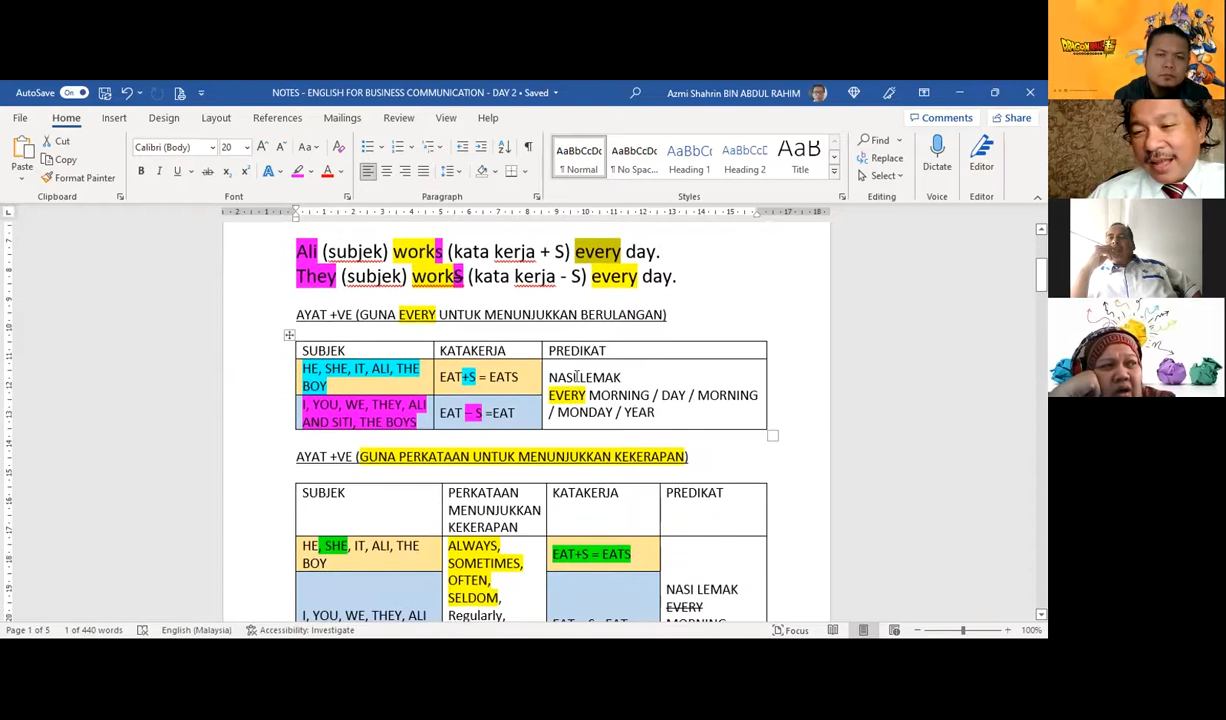 AutoSave On
NOTES - ENGLISH FOR BUSINESS COMMUNICATION - DAY 2 • Saved
Azmi Shahrin BIN ABDUL RAHIM
File Home Insert Design Layout References Mailings Review View Help
Comments Share
Paste
Cut
Copy
Format Painter
Clipboard
Calibri (Body) 20
Font
Paragraph
AaBbCcDc AaBbCcDc AaBbCc AaBbCcD AaB
¶ Normal ¶ No Spac... Heading 1 Heading 2 Title
Styles
Find
Replace
Select
Editing
Dictate
Editor
Ali (subjek) works (kata kerja + S) every day.
They (subjek) workS (kata kerja - S) every day.
AYAT +VE (GUNA EVERY UNTUK MENUNJUKKAN BERULANGAN)
SUBJEK KATAKERJA PREDIKAT
HE, SHE, IT, ALI, THE
BOY
EAT+S = EATS
NASI LEMAK
EVERY MORNING / DAY / MORNING
/ MONDAY / YEAR
I, YOU, WE, THEY, ALI
AND SITI, THE BOYS
EAT – S =EAT
AYAT +VE (GUNA PERKATAAN UNTUK MENUNJUKKAN KEKERAPAN)
SUBJEK
PERKATAAN
MENUNJUKKAN
KEKERAPAN
KATAKERJA
PREDIKAT
HE, SHE, IT, ALI, THE
BOY
ALWAYS,
SOMETIMES,
OFTEN,
SELDOM,
Regularly,
EAT+S = EATS
NASI LEMAK
EVERY
I, YOU, WE, THEY, ALI
Page 1 of 5 1 of 440 words English (Malaysia) Accessibility: Investigate
Focus 100%
DRAGONBALL